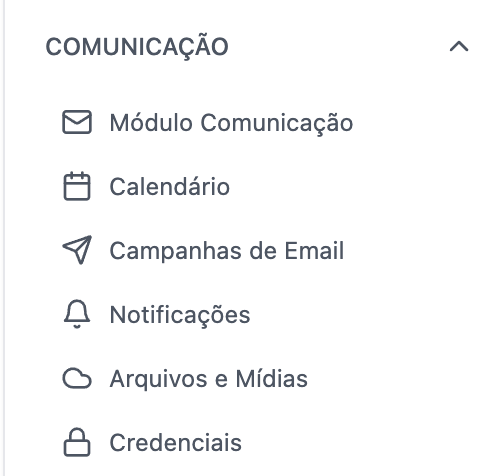 COMUNICAÇÃO
Módulo Comunicação
Calendário
Campanhas de Email
Notificações
Arquivos e Mídias
Credenciais